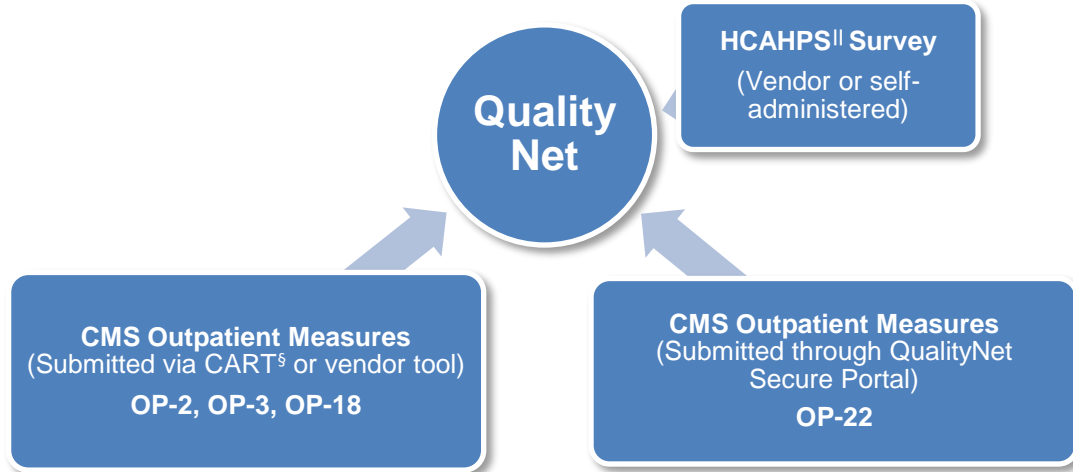 Quality
Net
HCAHPS|| Survey
(Vendor or self-
administered)
CMS Outpatient Measures
(Submitted via CART§ or vendor tool)
OP-2, OP-3, OP-18
CMS Outpatient Measures
(Submitted through QualityNet
Secure Portal)
OP-22